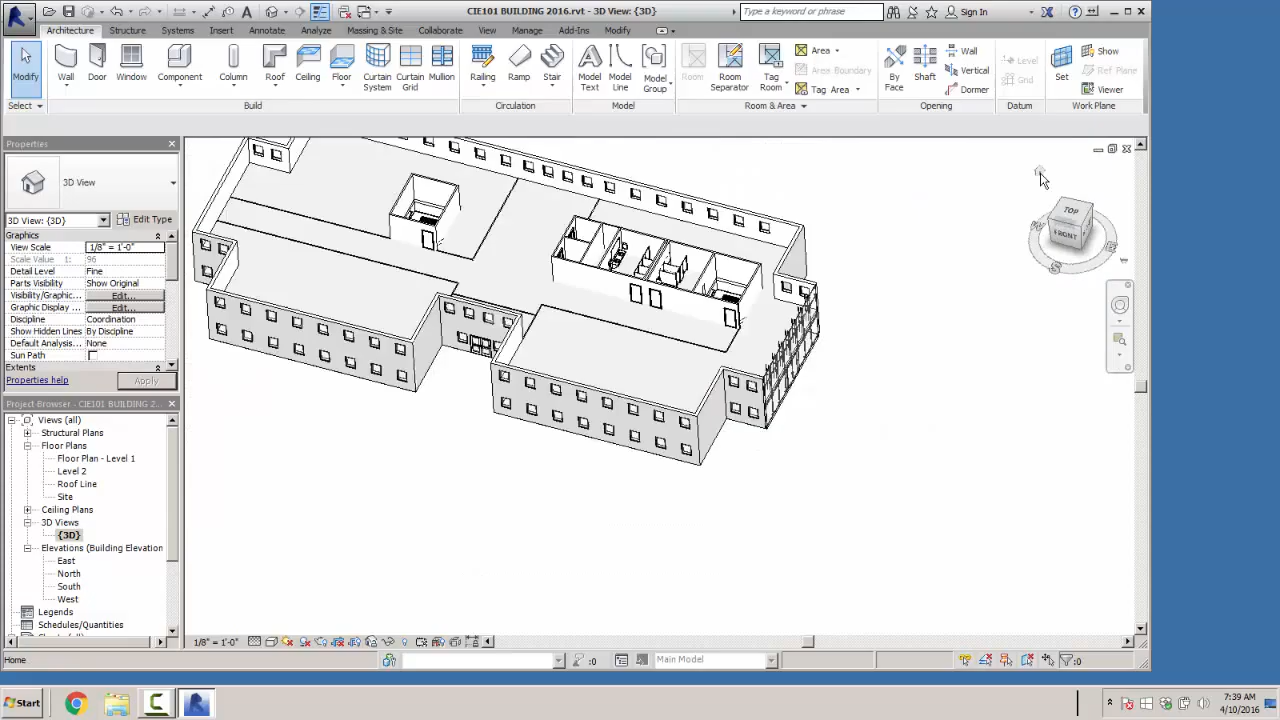 CIE101 BUILDING 2016.rvt - 3D View: {3D}
Type a keyword or phrase
Sign In
Architecture Structure Systems Insert Annotate Analyze Massing & Site Collaborate View Manage Add-Ins Modify
Modify Wall Door Window Component Column Roof Ceiling Floor Curtain System Curtain Grid Mullion Railing Ramp Stair Model Text Model Line Model Group Room Room Separator Tag Room Area Area Boundary Tag Area By Face Shaft Wall Vertical Dormer Level Grid Set Show Ref Plane Viewer
Select Build Circulation Model Room & Area Opening Datum Work Plane
Properties
3D View
3D View: {3D} Edit Type
Graphics
View Scale 1/8" = 1'-0"
Scale Value 1: 96
Detail Level Fine
Parts Visibility Show Original
Visibility/Graphic... Edit...
Graphic Display ... Edit...
Discipline Coordination
Show Hidden Lines By Discipline
Default Analysis... None
Sun Path
Extents
Properties help Apply
Project Browser - CIE101 BUILDING 2...
Views (all)
Structural Plans
Floor Plans
Floor Plan - Level 1
Level 2
Roof Line
Site
Ceiling Plans
3D Views
{3D}
Elevations (Building Elevation
East
North
South
West
Legends
Schedules/Quantities
TOP
FRONT
S
1/8" = 1'-0"
Home
:0
Main Model
:0
Start
7:39 AM
4/10/2016